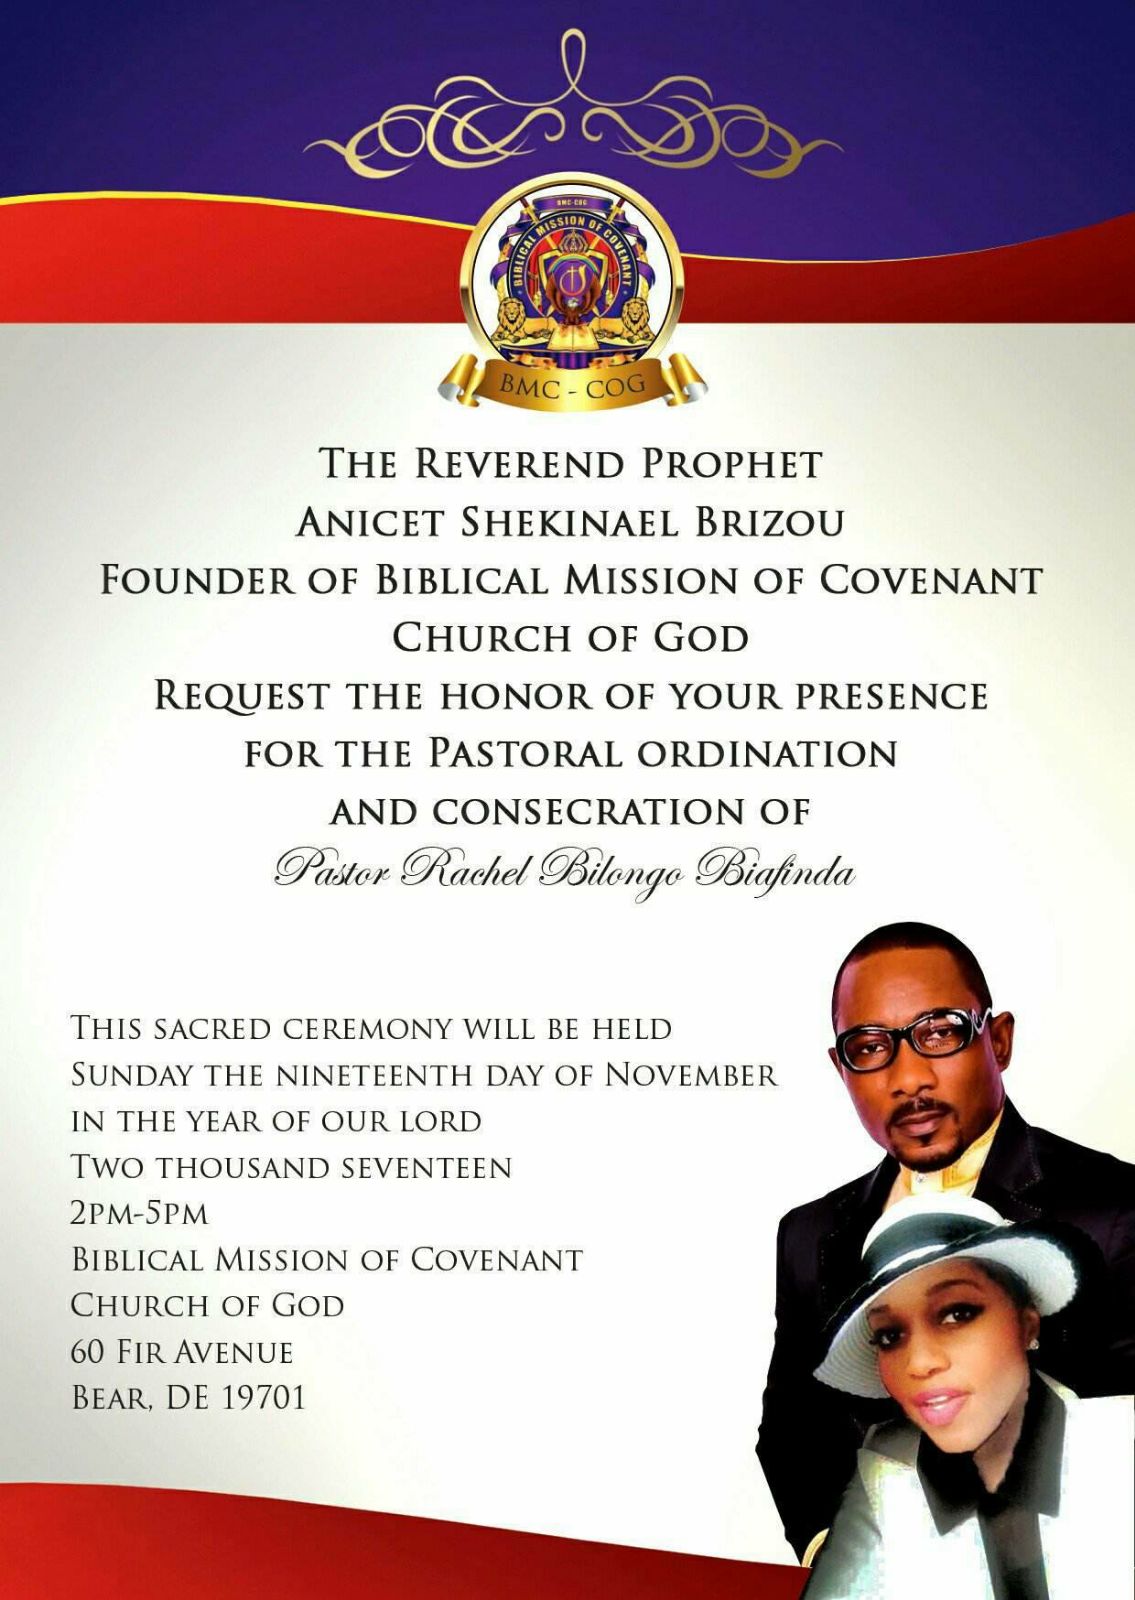 BMC-COG
BIBLICAL MISSION OF COVENANT
BMC - COG
THE REVEREND PROPHET
ANICET SHEKINAEL BRIZOU
FOUNDER OF BIBLICAL MISSION OF COVENANT
CHURCH OF GOD
REQUEST THE HONOR OF YOUR PRESENCE
FOR THE PASTORAL ORDINATION
AND CONSECRATION OF
Pastor Rachel Bilongo Biafinda
THIS SACRED CEREMONY WILL BE HELD
SUNDAY THE NINETEENTH DAY OF NOVEMBER
IN THE YEAR OF OUR LORD
TWO THOUSAND SEVENTEEN
2PM-5PM
BIBLICAL MISSION OF COVENANT
CHURCH OF GOD
60 FIR AVENUE
BEAR, DE 19701